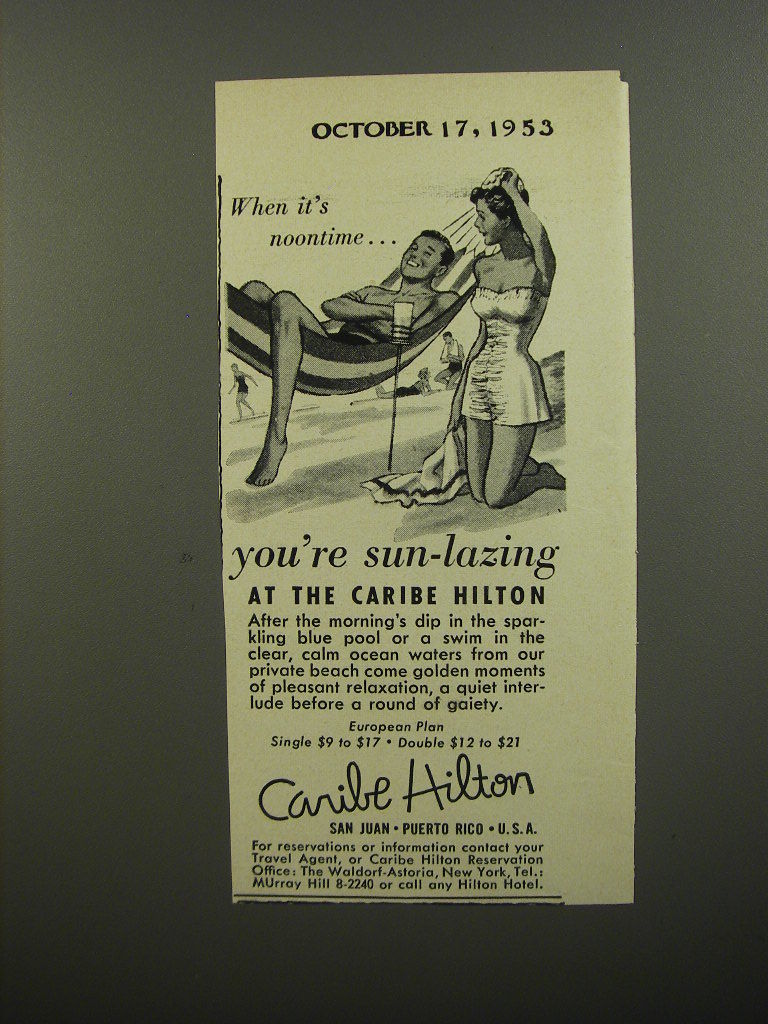 OCTOBER 17, 1953
When it's
noontime...
you're sun-lazing
AT THE CARIBE HILTON
After the morning's dip in the spar-
kling blue pool or a swim in the
clear, calm ocean waters from our
private beach come golden moments
of pleasant relaxation, a quiet inter-
lude before a round of gaiety.
European Plan
Single $9 to $17 • Double $12 to $21
Caribe Hilton
SAN JUAN • PUERTO RICO • U.S.A.
For reservations or information contact your
Travel Agent, or Caribe Hilton Reservation
Office: The Waldorf-Astoria, New York, Tel.:
MUrray Hill 8-2240 or call any Hilton Hotel.